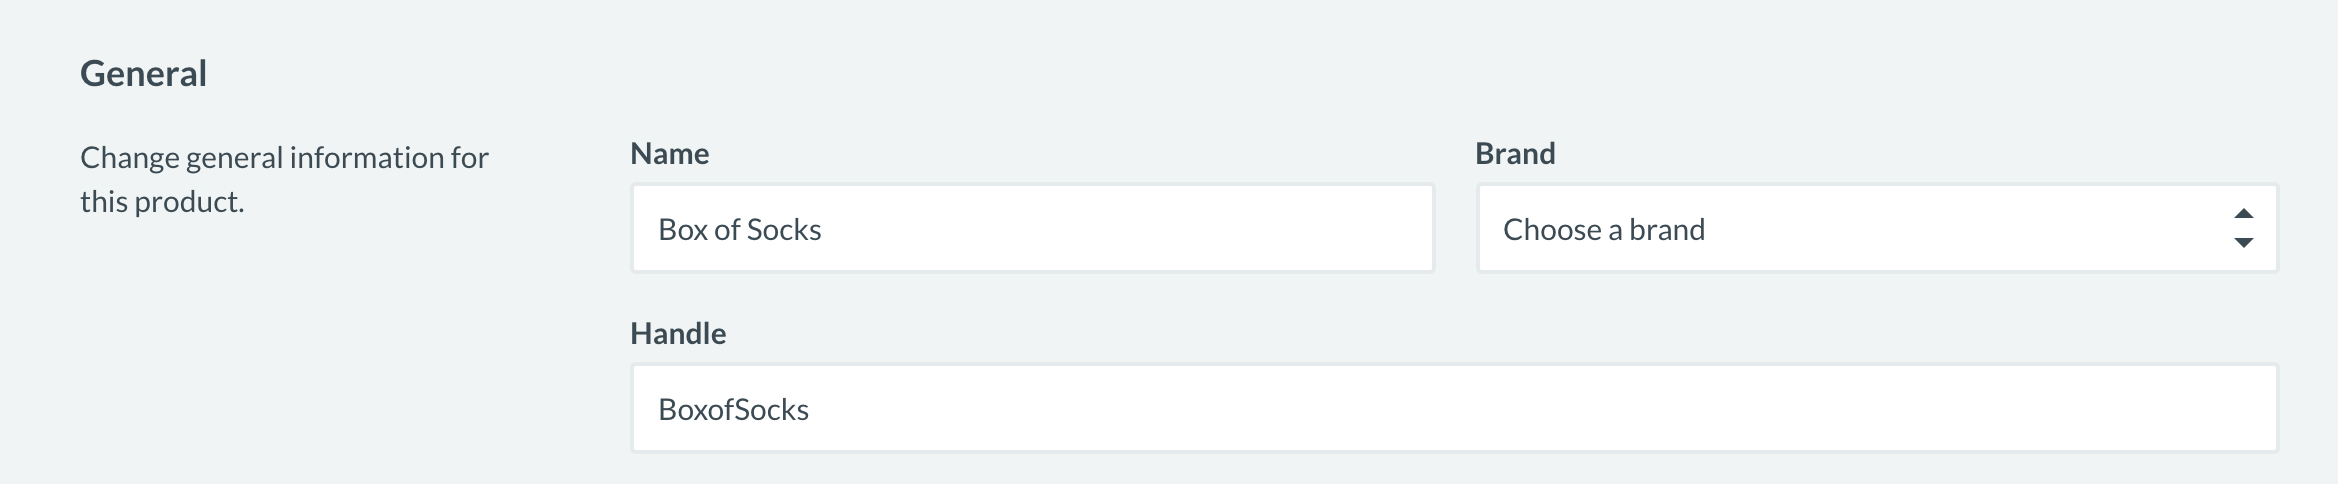 General
Change general information for
this product.
Name
Box of Socks
Brand
Choose a brand
Handle
BoxofSocks